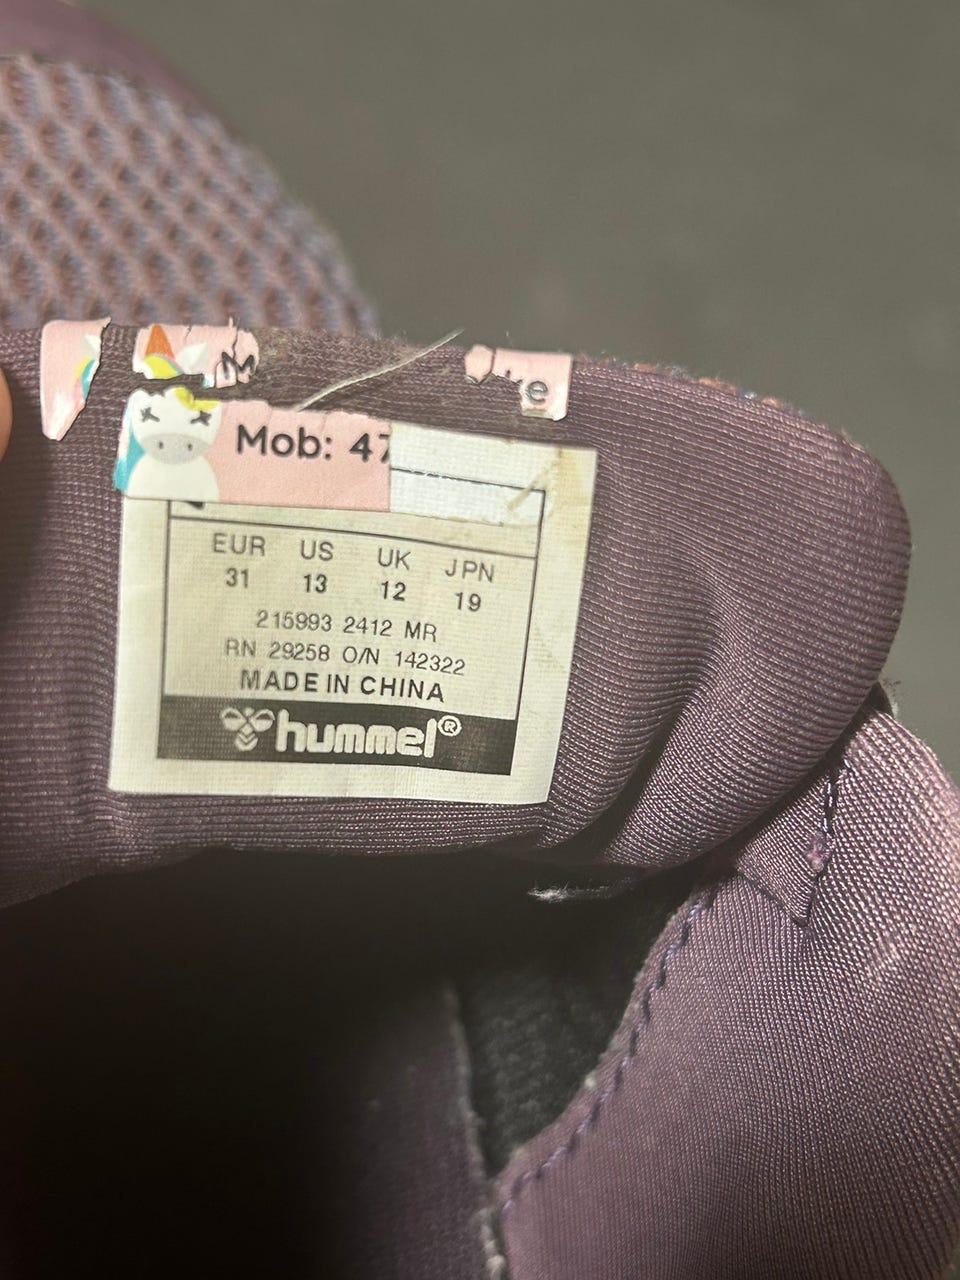 M
ke
Mob: 47
EUR US UK JPN
31 13 12 19
215993 2412 MR
RN 29258 O/N 142322
MADE IN CHINA
hummel®